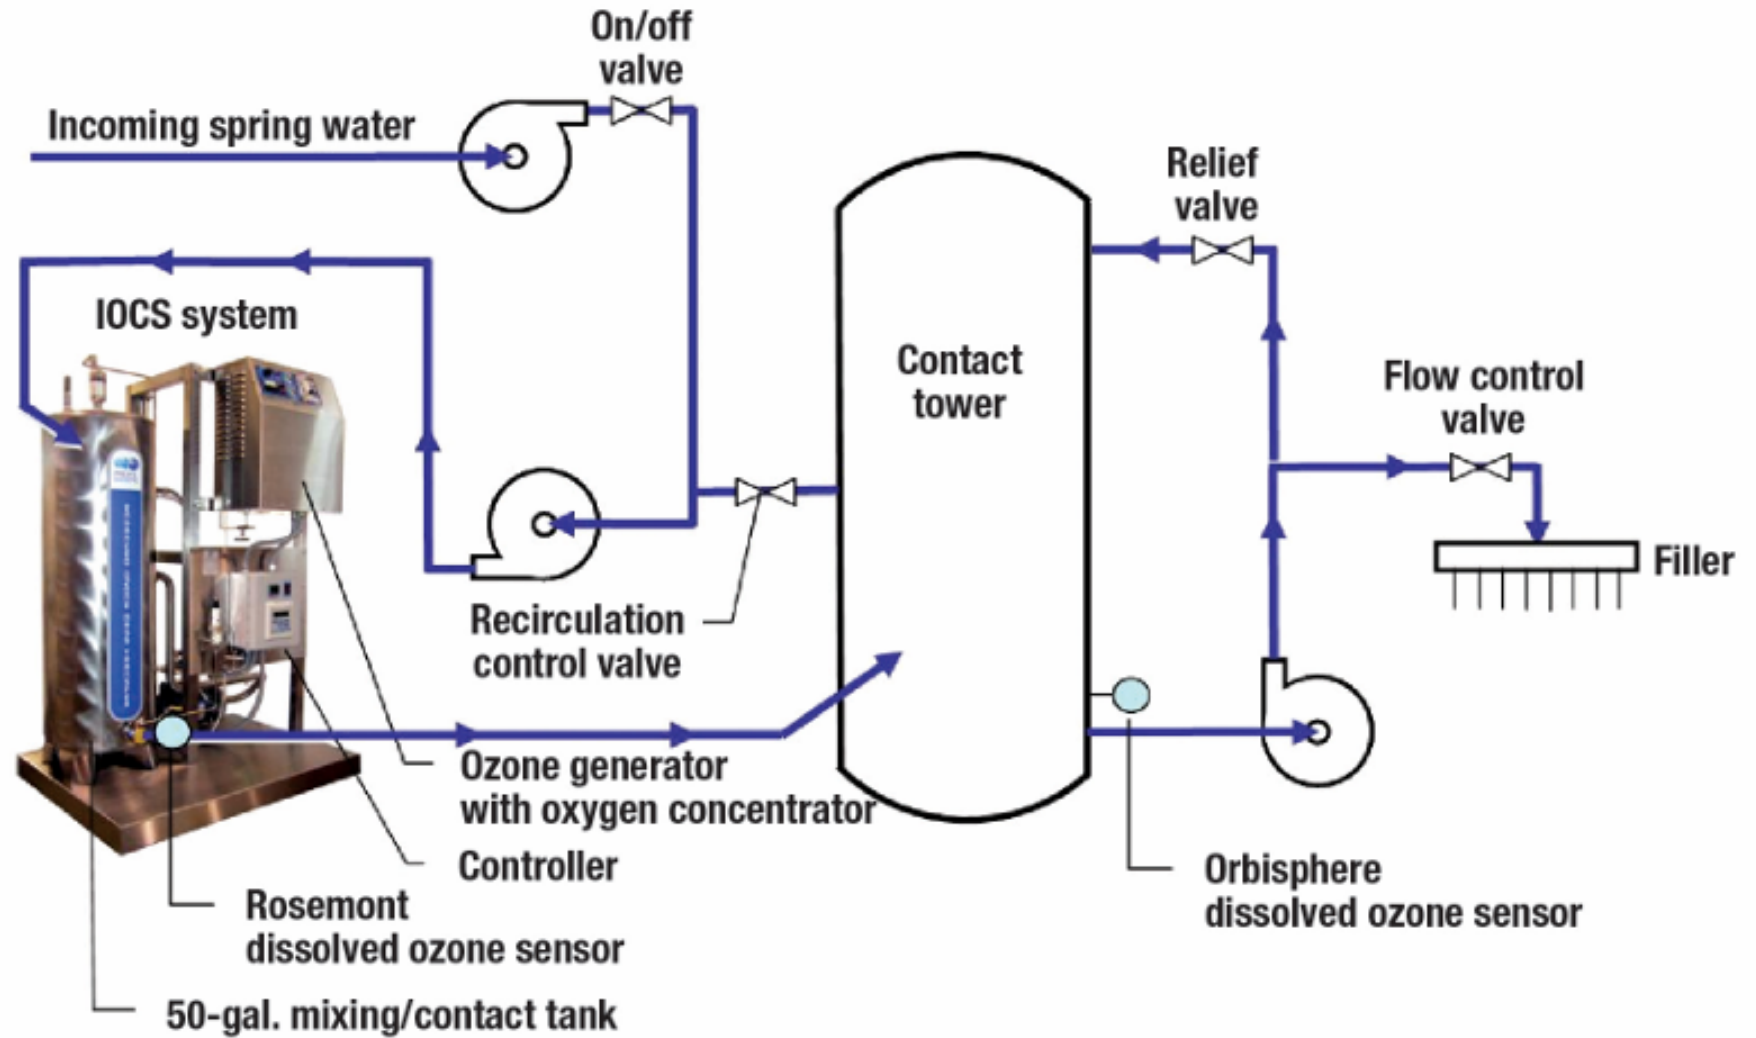 On/off
valve
Incoming spring water
Relief
valve
IOCS system
Contact
tower
Flow control
valve
Filler
Recirculation
control valve
Ozone generator
with oxygen concentrator
Controller
Rosemont
dissolved ozone sensor
50-gal. mixing/contact tank
Orbisphere
dissolved ozone sensor